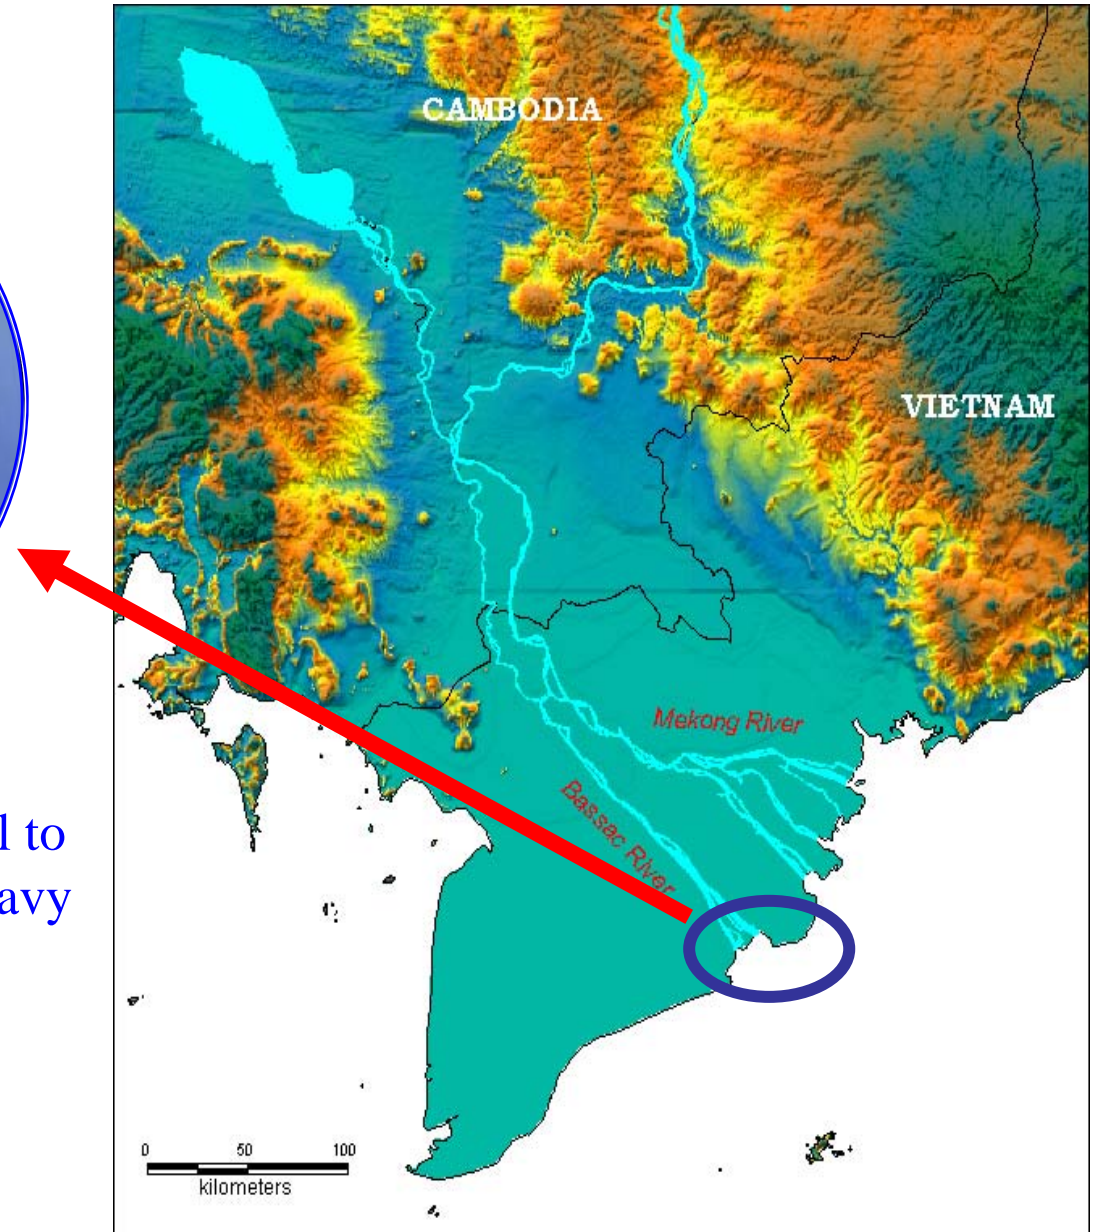 CAMBODIA
VIETNAM
Mekong River
Bassac River
l to
avy
0 50 100
kilometers